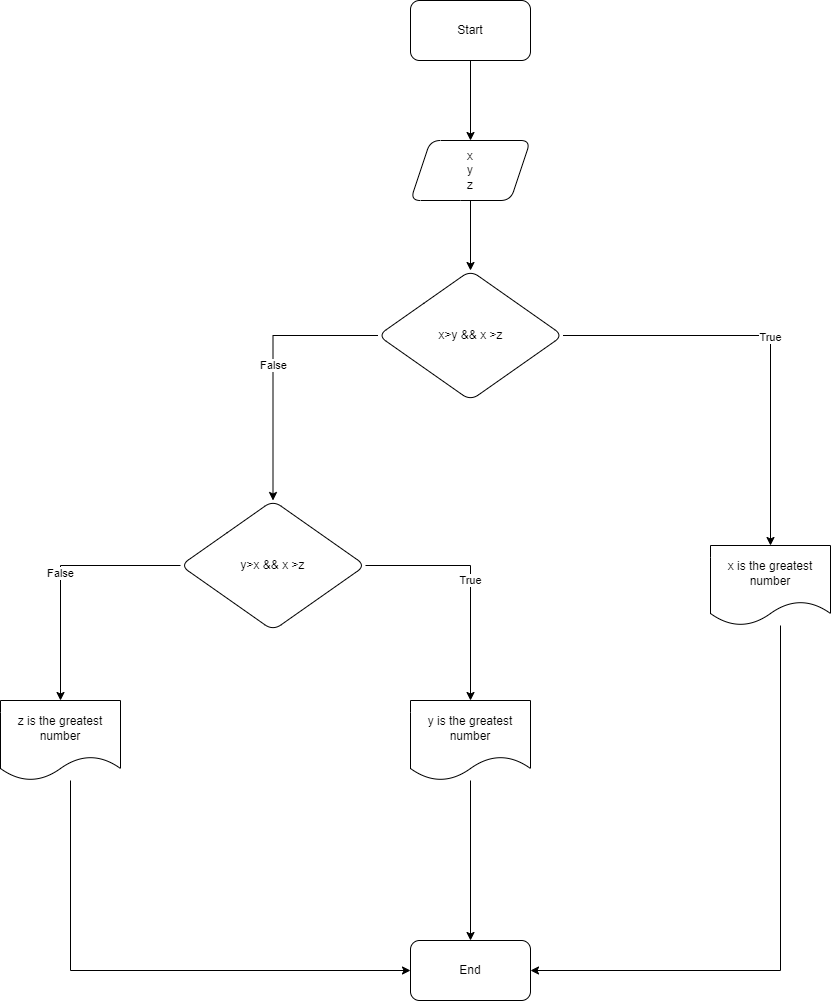 Start
x
y
z
x>y && x >z
True
False
y>x && x >z
False
True
x is the greatest
number
z is the greatest
number
y is the greatest
number
End